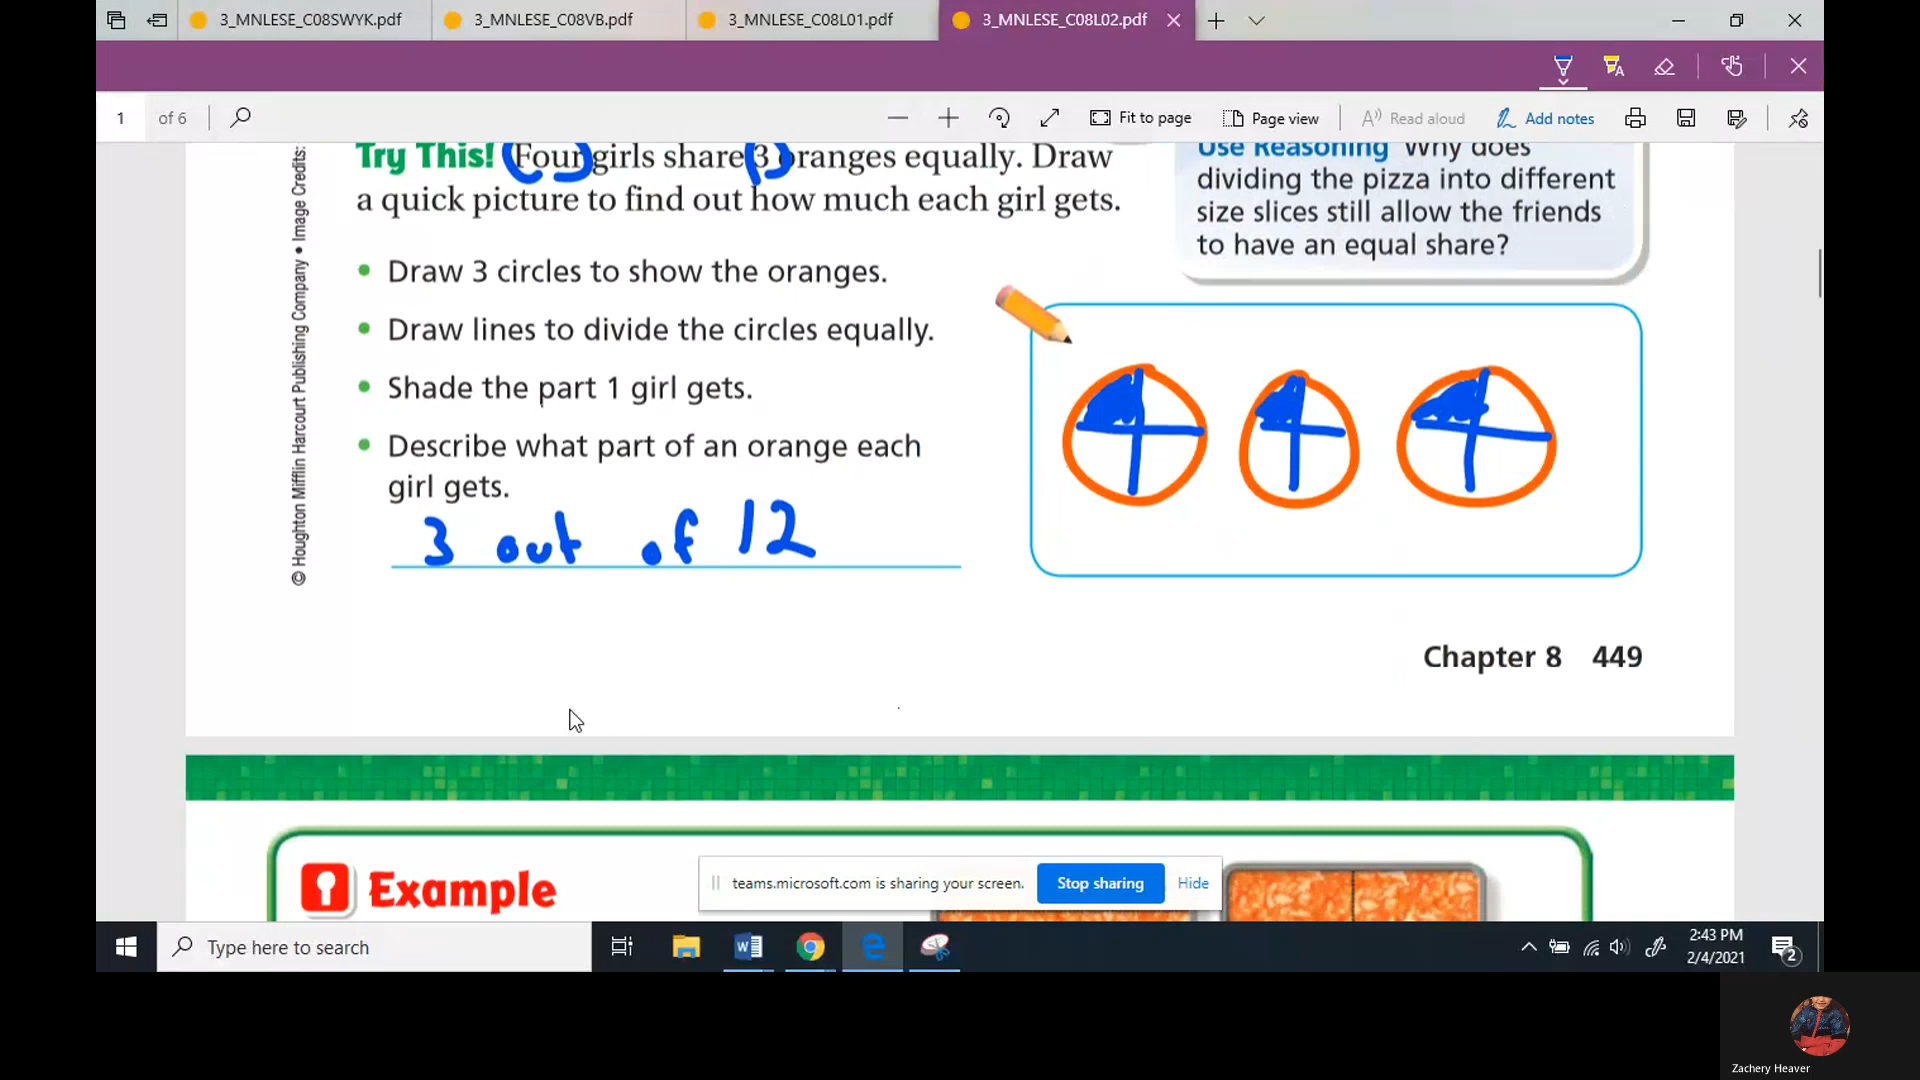 3_MNLESE_C08SWYK.pdf
3_MNLESE_C08VB.pdf
3_MNLESE_C08L01.pdf
3_MNLESE_C08L02.pdf
1 of 6
Fit to page
Page view
Read aloud
Add notes
Try This! Four girls share 3 oranges equally. Draw
a quick picture to find out how much each girl gets.
• Draw 3 circles to show the oranges.
• Draw lines to divide the circles equally.
• Shade the part 1 girl gets.
• Describe what part of an orange each
girl gets.
3 out of 12
© Houghton Mifflin Harcourt Publishing Company • Image Credits:
Use Reasoning Why does
dividing the pizza into different
size slices still allow the friends
to have an equal share?
Chapter 8 449
Example
teams.microsoft.com is sharing your screen.
Stop sharing
Hide
Type here to search
2:43 PM
2/4/2021
2
Zachery Heaver